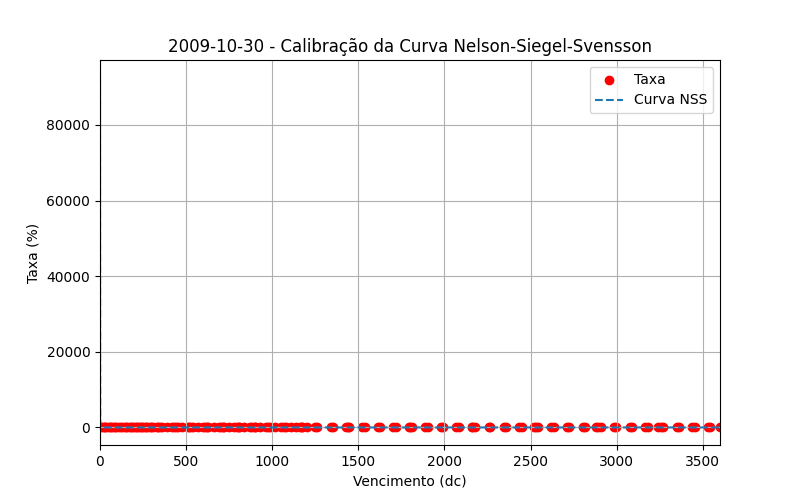 2009-10-30 - Calibração da Curva Nelson-Siegel-Svensson
Taxa
Curva NSS
80000
60000
40000
20000
0
Taxa (%)
0 500 1000 1500 2000 2500 3000 3500
Vencimento (dc)